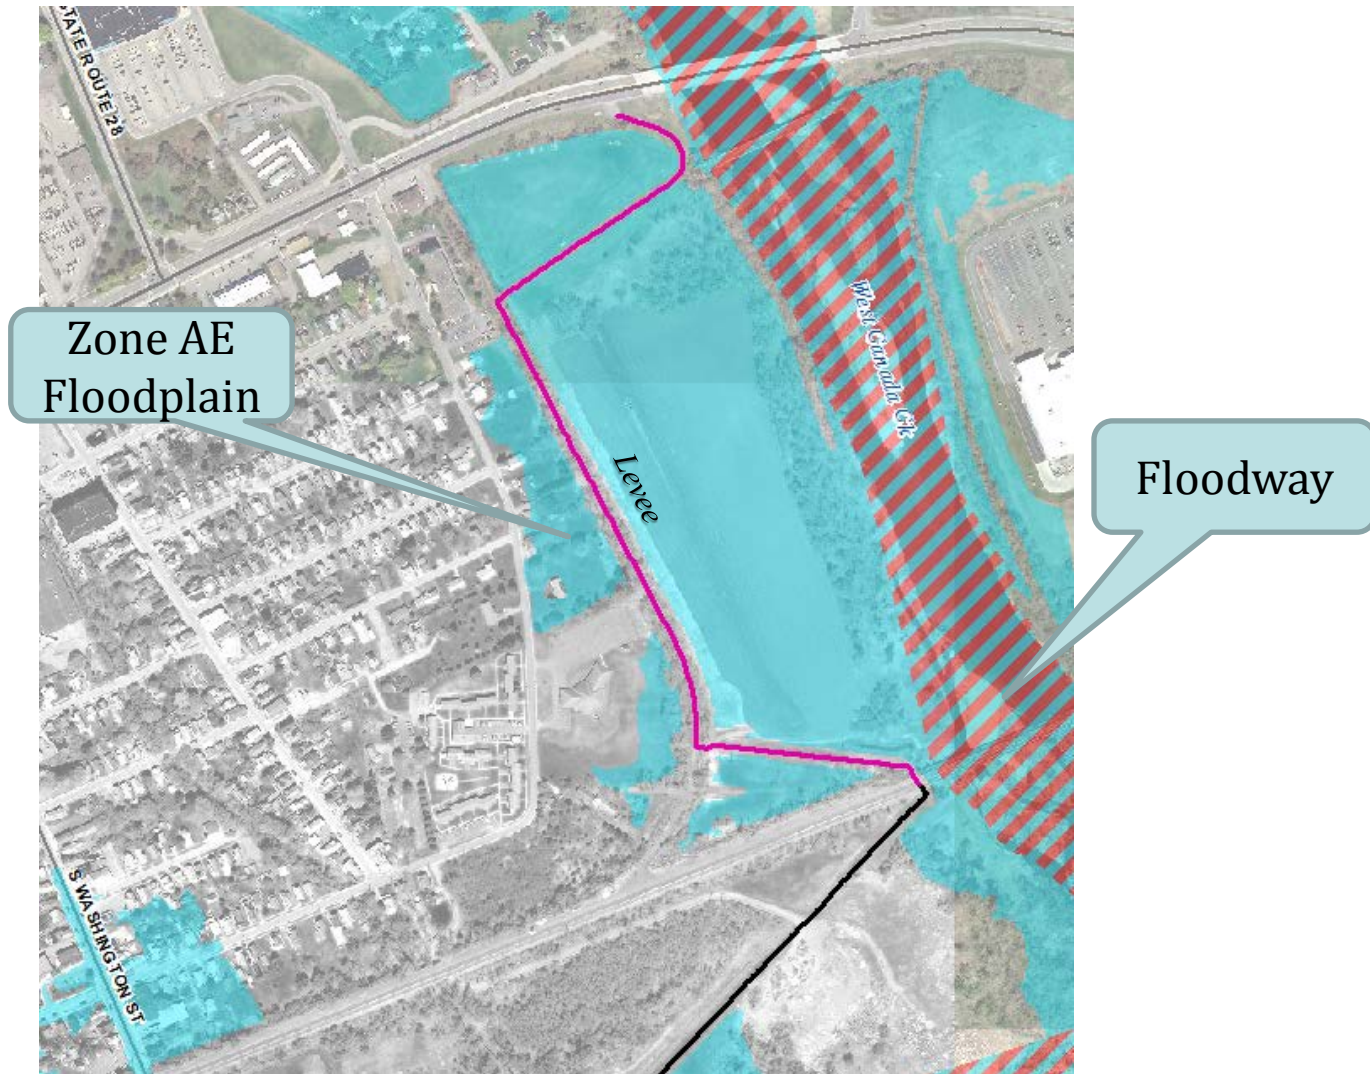 STATE ROUTE 28
West Canada Ck
Zone AE
Floodplain
Levee
Floodway
S WASHINGTON ST